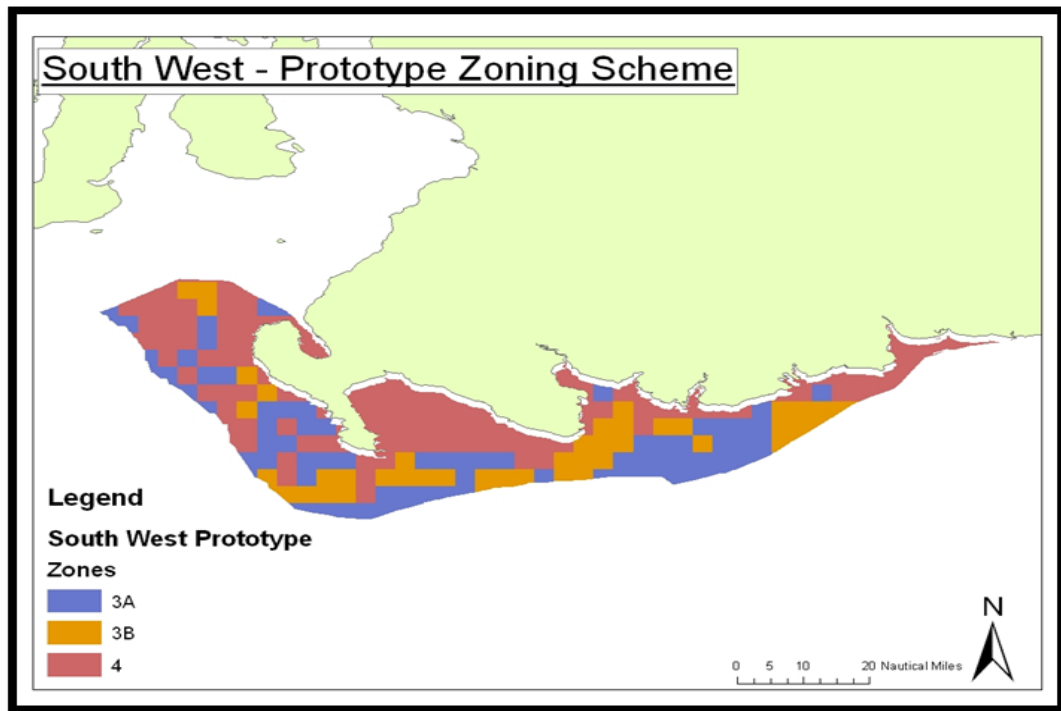 South West - Prototype Zoning Scheme
Legend
South West Prototype
Zones
3A
3B
4
N
0 5 10 20 Nautical Miles